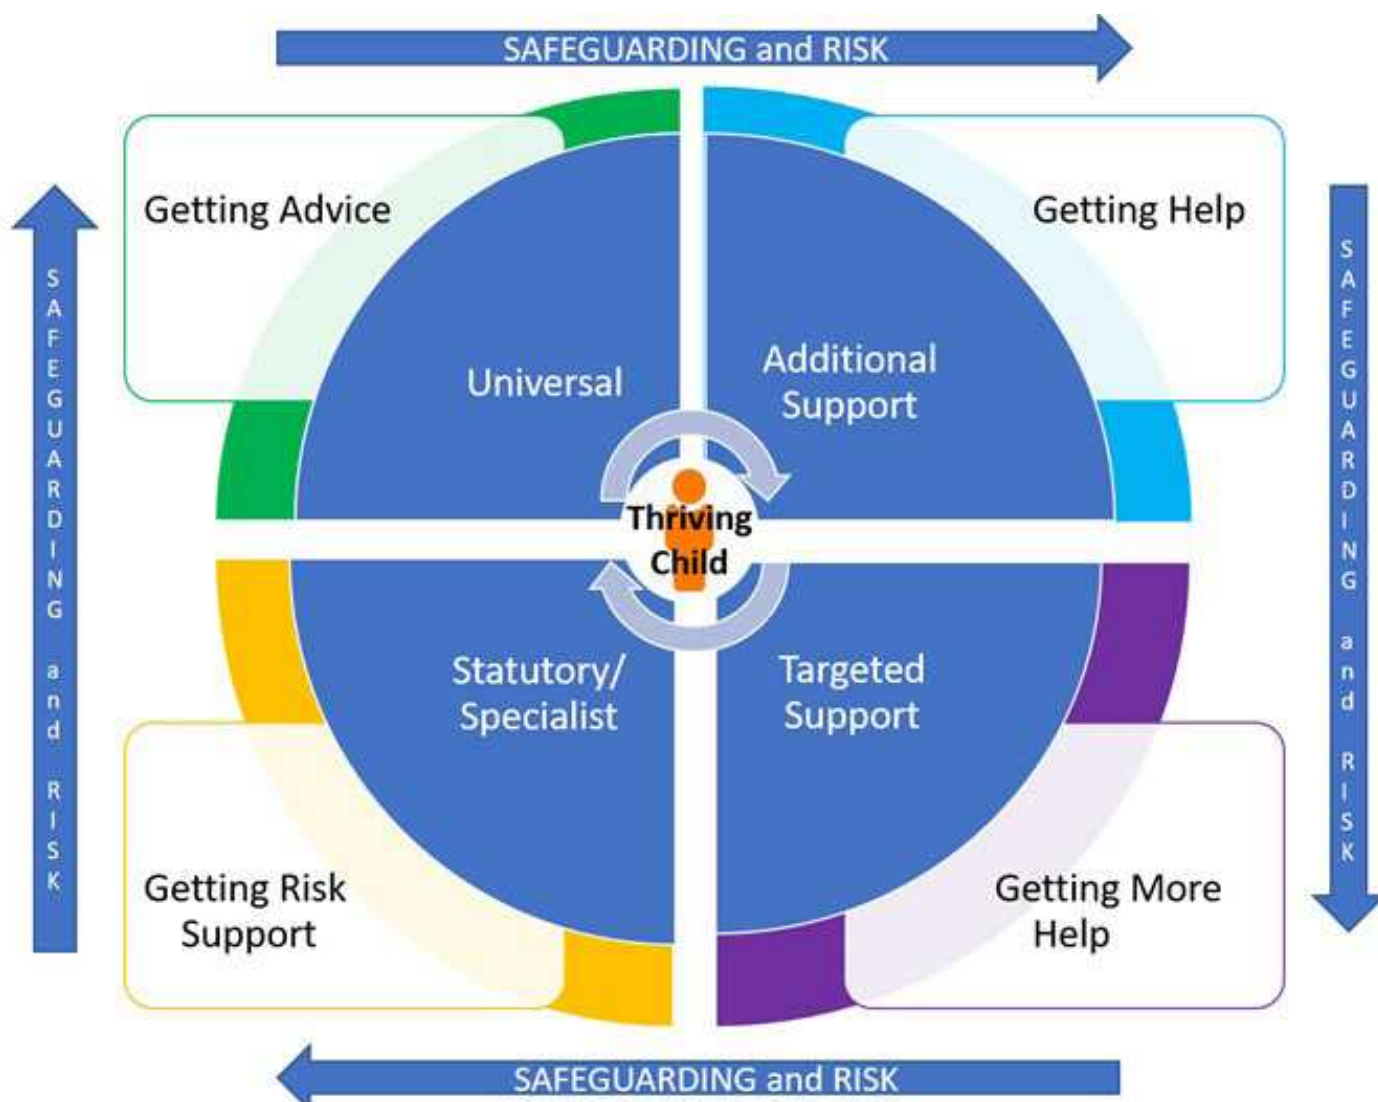 SAFEGUARDING and RISK
Getting Advice
Getting Help
SAFEGUARDING and RISK
SAFEGUARDING and RISK
Universal
Additional
Support
Thriving
Child
Statutory/
Specialist
Targeted
Support
Getting Risk
Support
Getting More
Help
SAFEGUARDING and RISK